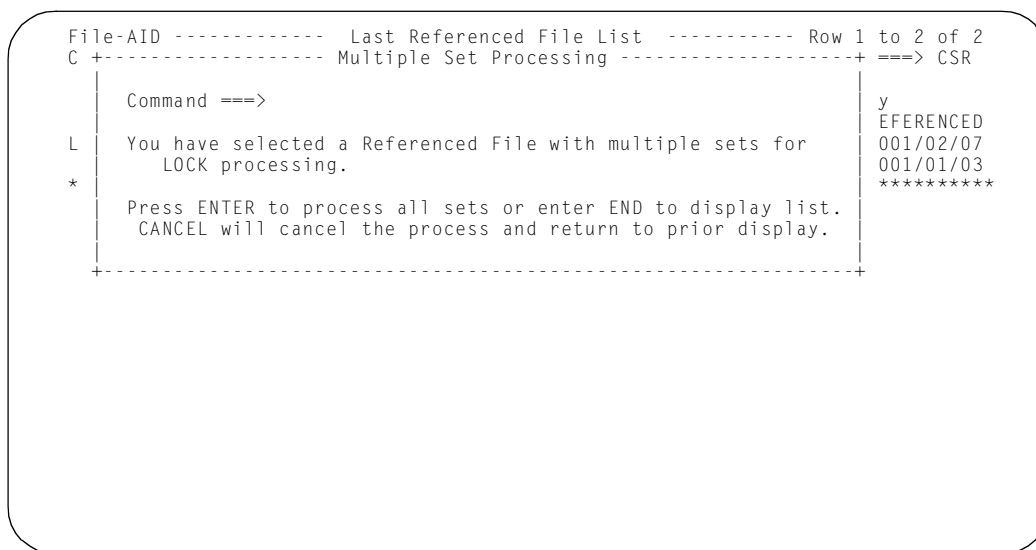 File-AID ------------- Last Referenced File List ----------- Row 1 to 2 of 2
C +------------------- Multiple Set Processing --------------------+ ===> CSR
| |
| Command ===> | y
| | EFERENCED
L | You have selected a Referenced File with multiple sets for | 001/02/07
| LOCK processing. | 001/01/03
* | | **********
| Press ENTER to process all sets or enter END to display list. |
| CANCEL will cancel the process and return to prior display. |
| |
+----------------------------------------------------------------+